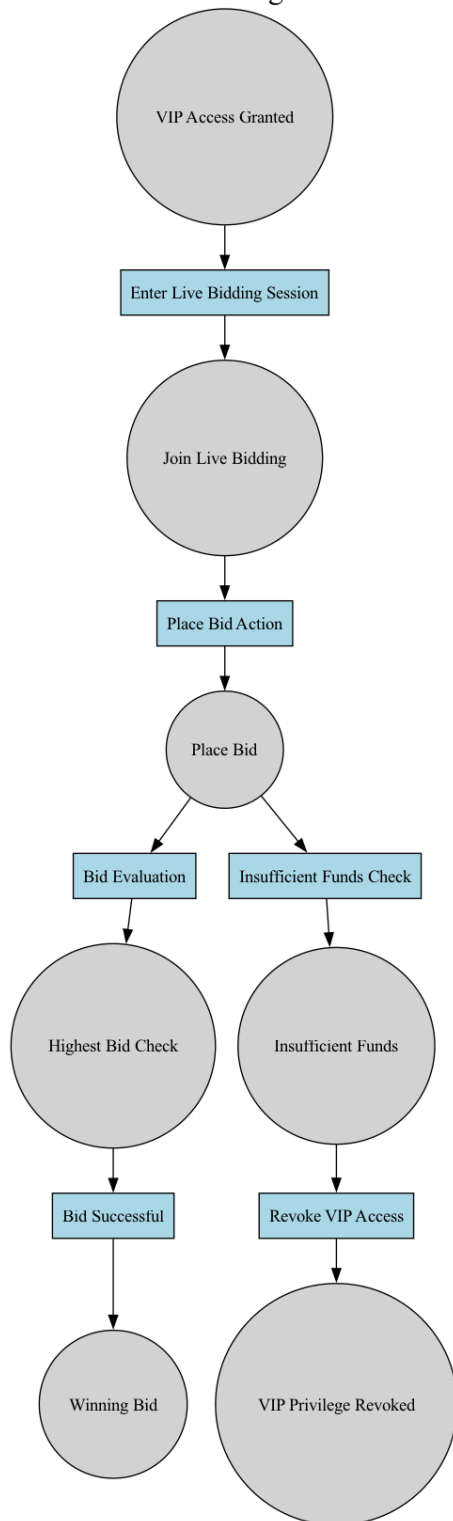 VIP Access Granted
Enter Live Bidding Session
Join Live Bidding
Place Bid Action
Place Bid
Bid Evaluation
Insufficient Funds Check
Highest Bid Check
Insufficient Funds
Bid Successful
Revoke VIP Access
Winning Bid
VIP Privilege Revoked